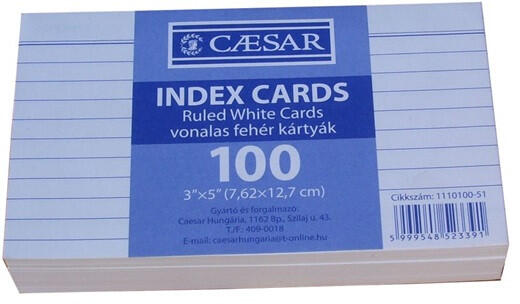 CÆSAR
INDEX CARDS
Ruled White Cards
vonalas fehér kártyák
100
3”×5” (7,62×12,7 cm)
Gyártó és forgalmazó:
Caesar Hungária, 1162 Bp., Szilaj u. 43.
T./F.: 409-0018
E-mail: caesarhungaria@t-online.hu
Cikkszám: 1110100-51
5 999548 523391